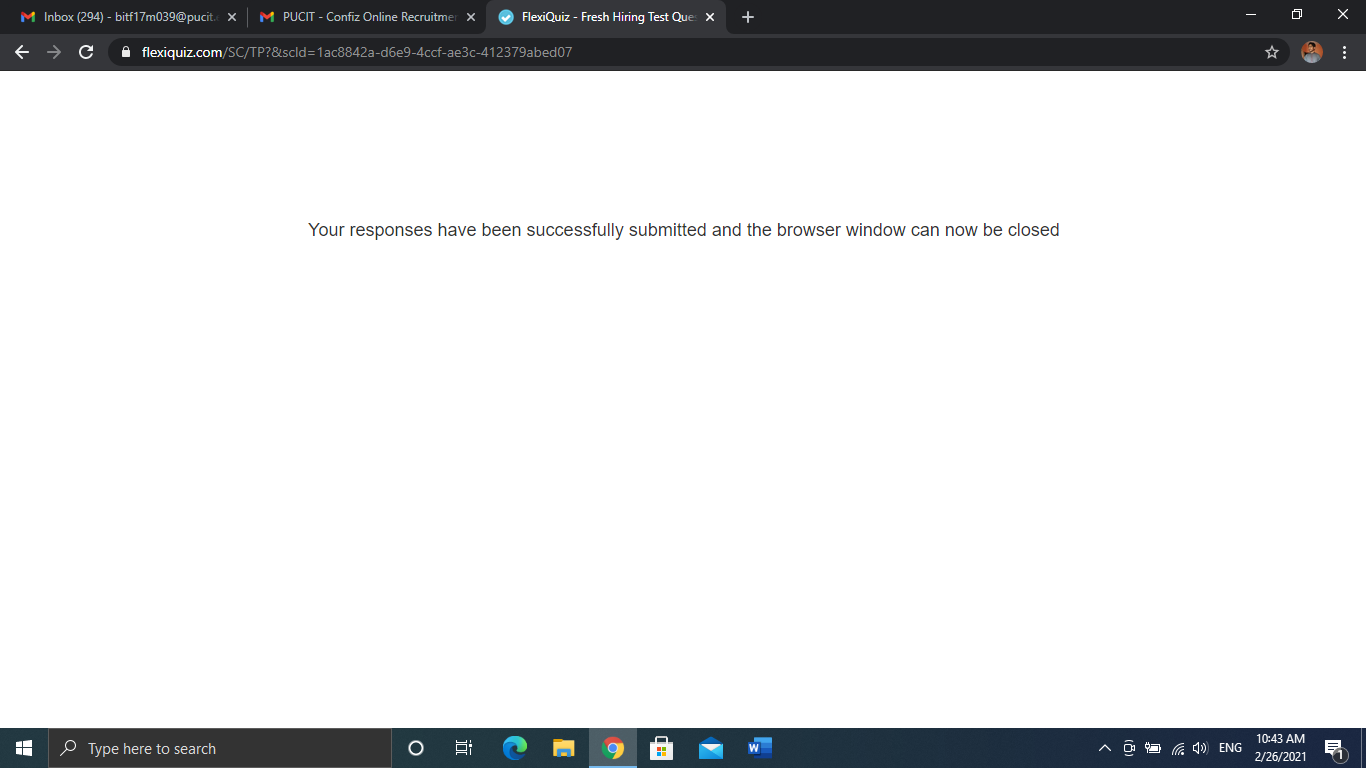 Inbox (294) - bitf17m039@pucit.
PUCIT - Confiz Online Recruitmen
FlexiQuiz - Fresh Hiring Test Ques
flexiquiz.com/SC/TP?&scId=1ac8842a-d6e9-4ccf-ae3c-412379abed07
Your responses have been successfully submitted and the browser window can now be closed
Type here to search
W
ENG
10:43 AM
2/26/2021
1